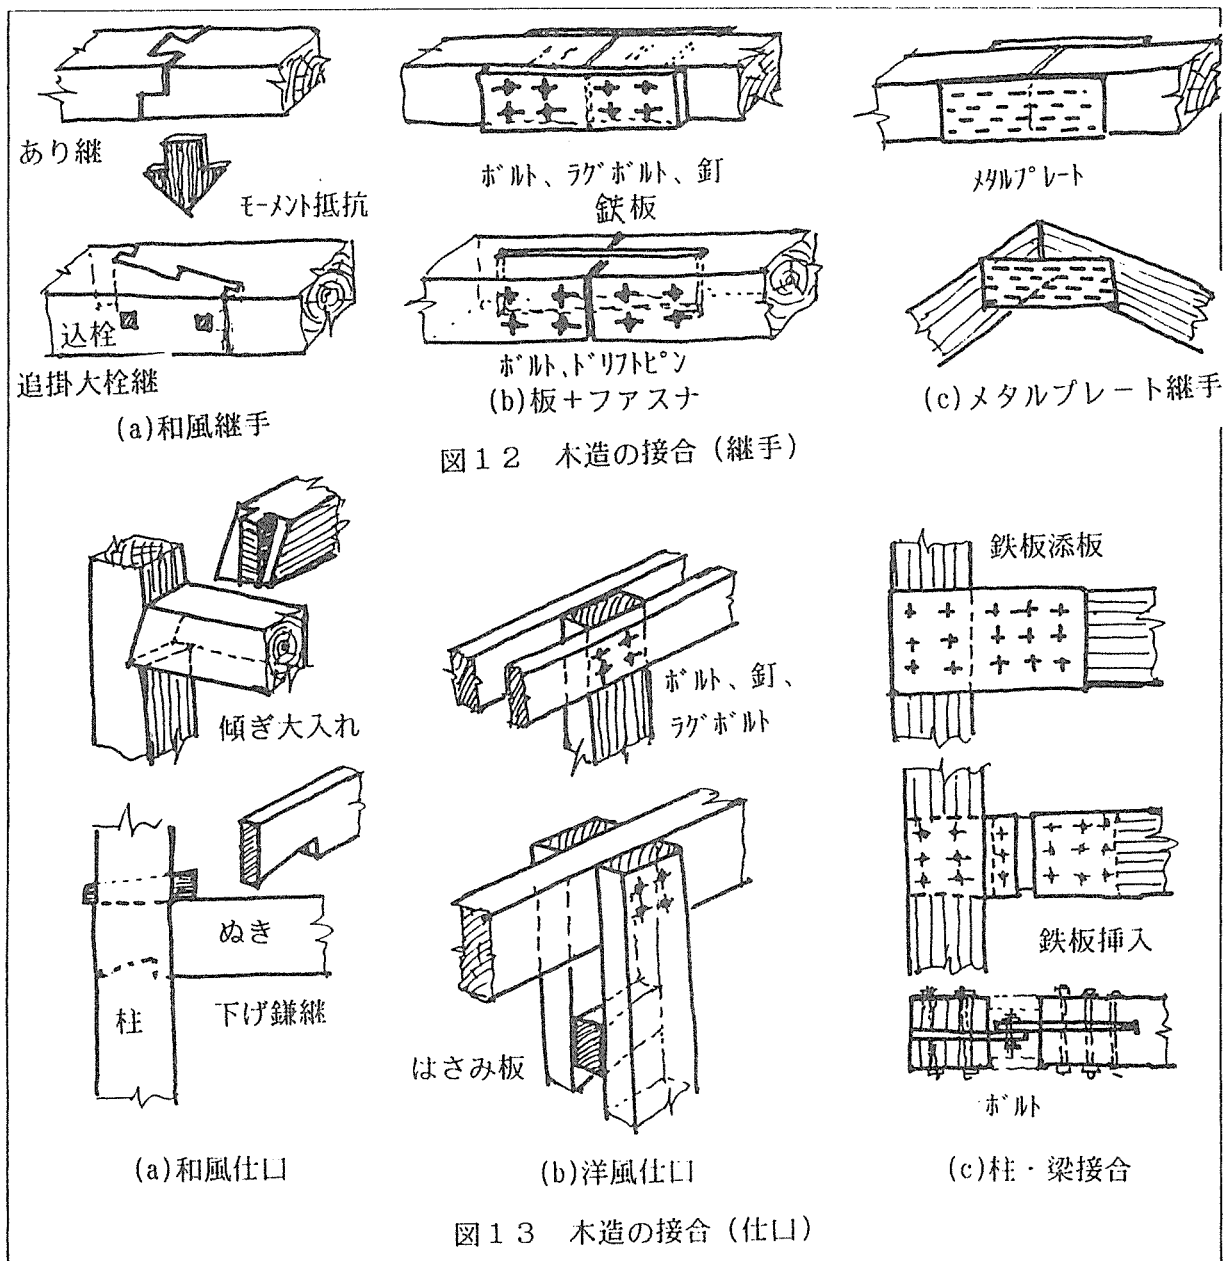 あり継
モーメント抵抗
込栓
追掛大栓継
(a)和風継手
ボルト、ラグボルト、釘
鉄板
ボルト、ドリフトピン
(b)板+ファスナ
メタルプレート
(c)メタルプレート継手
図12 木造の接合(継手)
傾ぎ大入れ
ぬき
柱
下げ鎌継
(a)和風仕口
ボルト、釘、
ラグボルト
はさみ板
(b)洋風仕口
鉄板添板
鉄板挿入
ボルト
(c)柱・梁接合
図13 木造の接合(仕口)